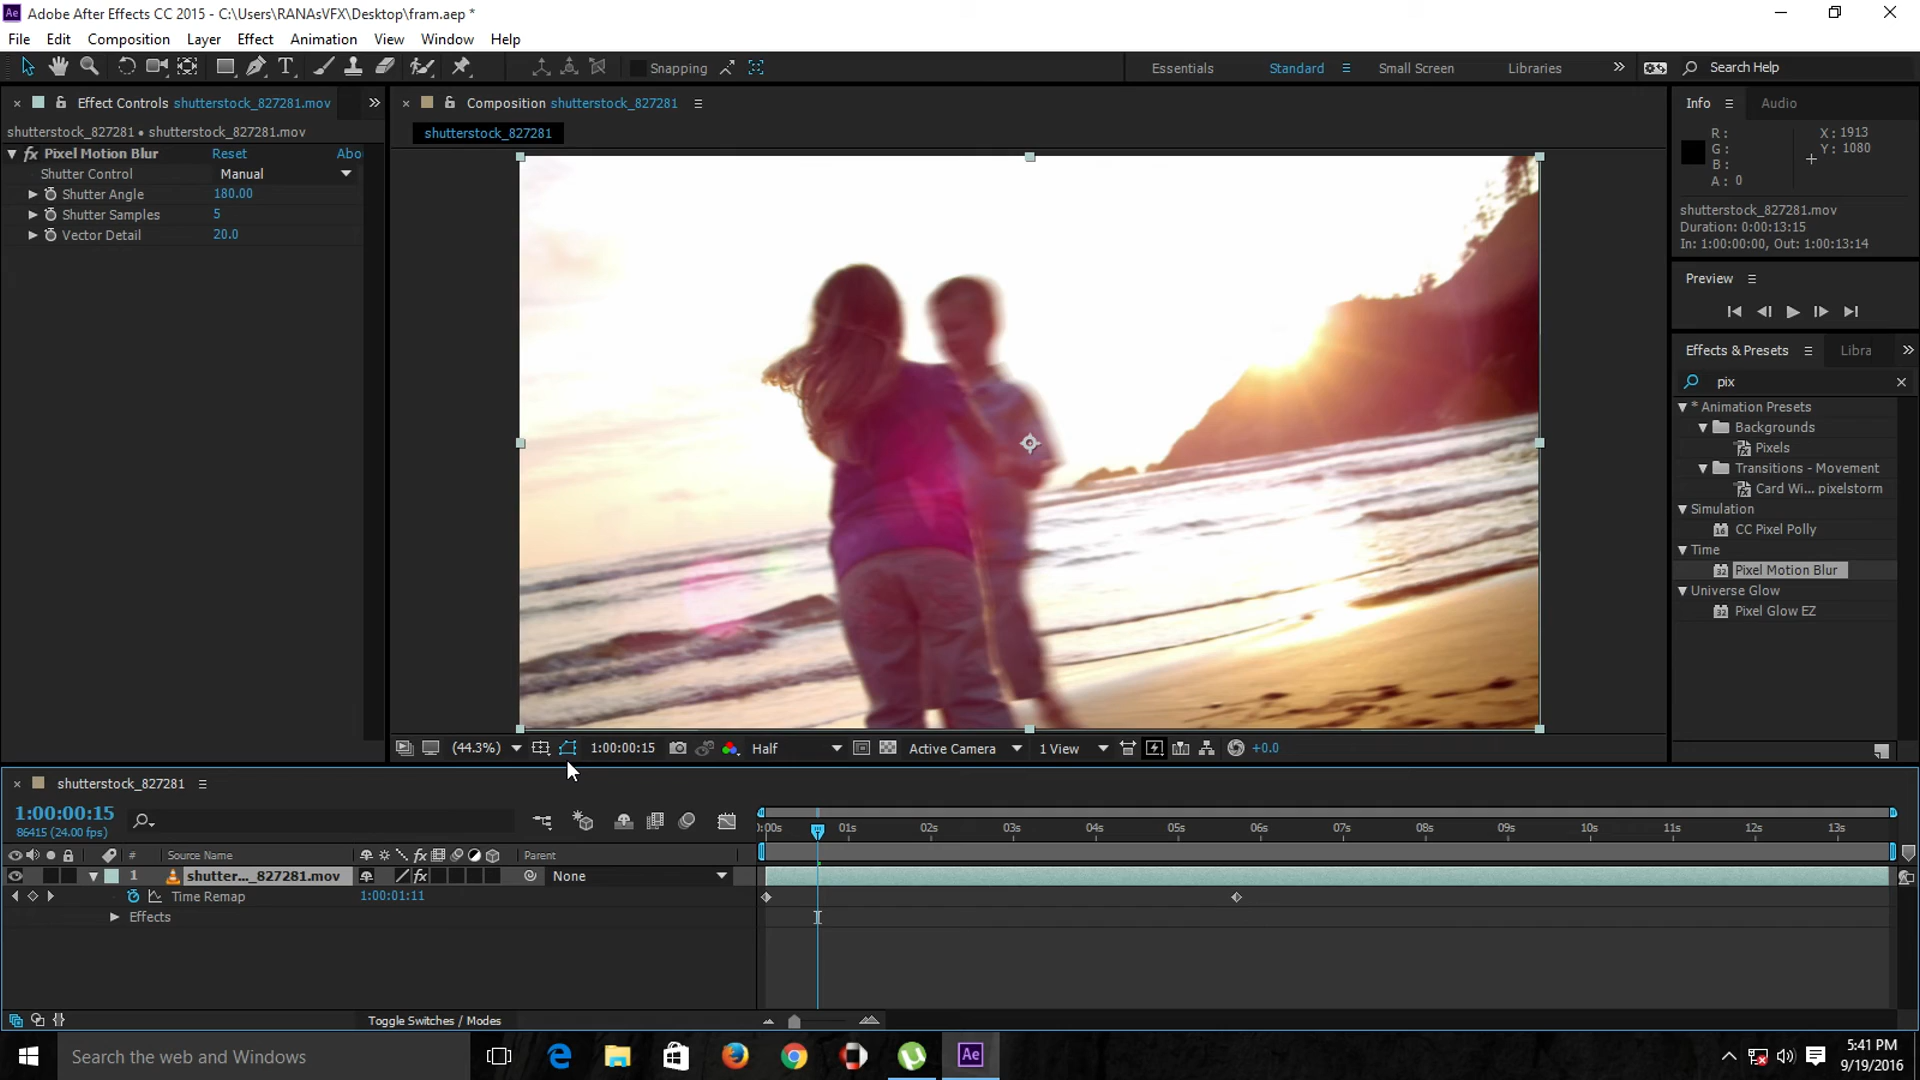 Ae Adobe After Effects CC 2015 - C:\Users\RANAsVFX\Desktop\fram.aep *
File Edit Composition Layer Effect Animation View Window Help
Snapping
Essentials Standard Small Screen Libraries » Search Help
× Effect Controls shutterstock_827281.mov »
shutterstock_827281 • shutterstock_827281.mov
fx Pixel Motion Blur Reset Abo
Shutter Control Manual
Shutter Angle 180.00
Shutter Samples 5
Vector Detail 20.0
× Composition shutterstock_827281
shutterstock_827281
(44.3%) 1:00:00:15 Half Active Camera 1 View +0.0
Info Audio
R: X: 1913
G: Y: 1080
B:
A: 0
shutterstock_827281.mov
Duration: 0:00:13:15
In: 1:00:00:00, Out: 1:00:13:14
Preview
Effects & Presets Libra »
pix
* Animation Presets
Backgrounds
Pixels
Transitions - Movement
Card Wi... pixelstorm
Simulation
16 CC Pixel Polly
Time
32 Pixel Motion Blur
Universe Glow
32 Pixel Glow EZ
× shutterstock_827281
1:00:00:15
86415 (24.00 fps)
:00s 01s 02s 03s 04s 05s 06s 07s 08s 09s 10s 11s 12s 13s
# Source Name fx Parent
1 shutter..._827281.mov fx None
Time Remap 1:00:01:11
Effects
Toggle Switches / Modes
Search the web and Windows Ae 5:41 PM
9/19/2016